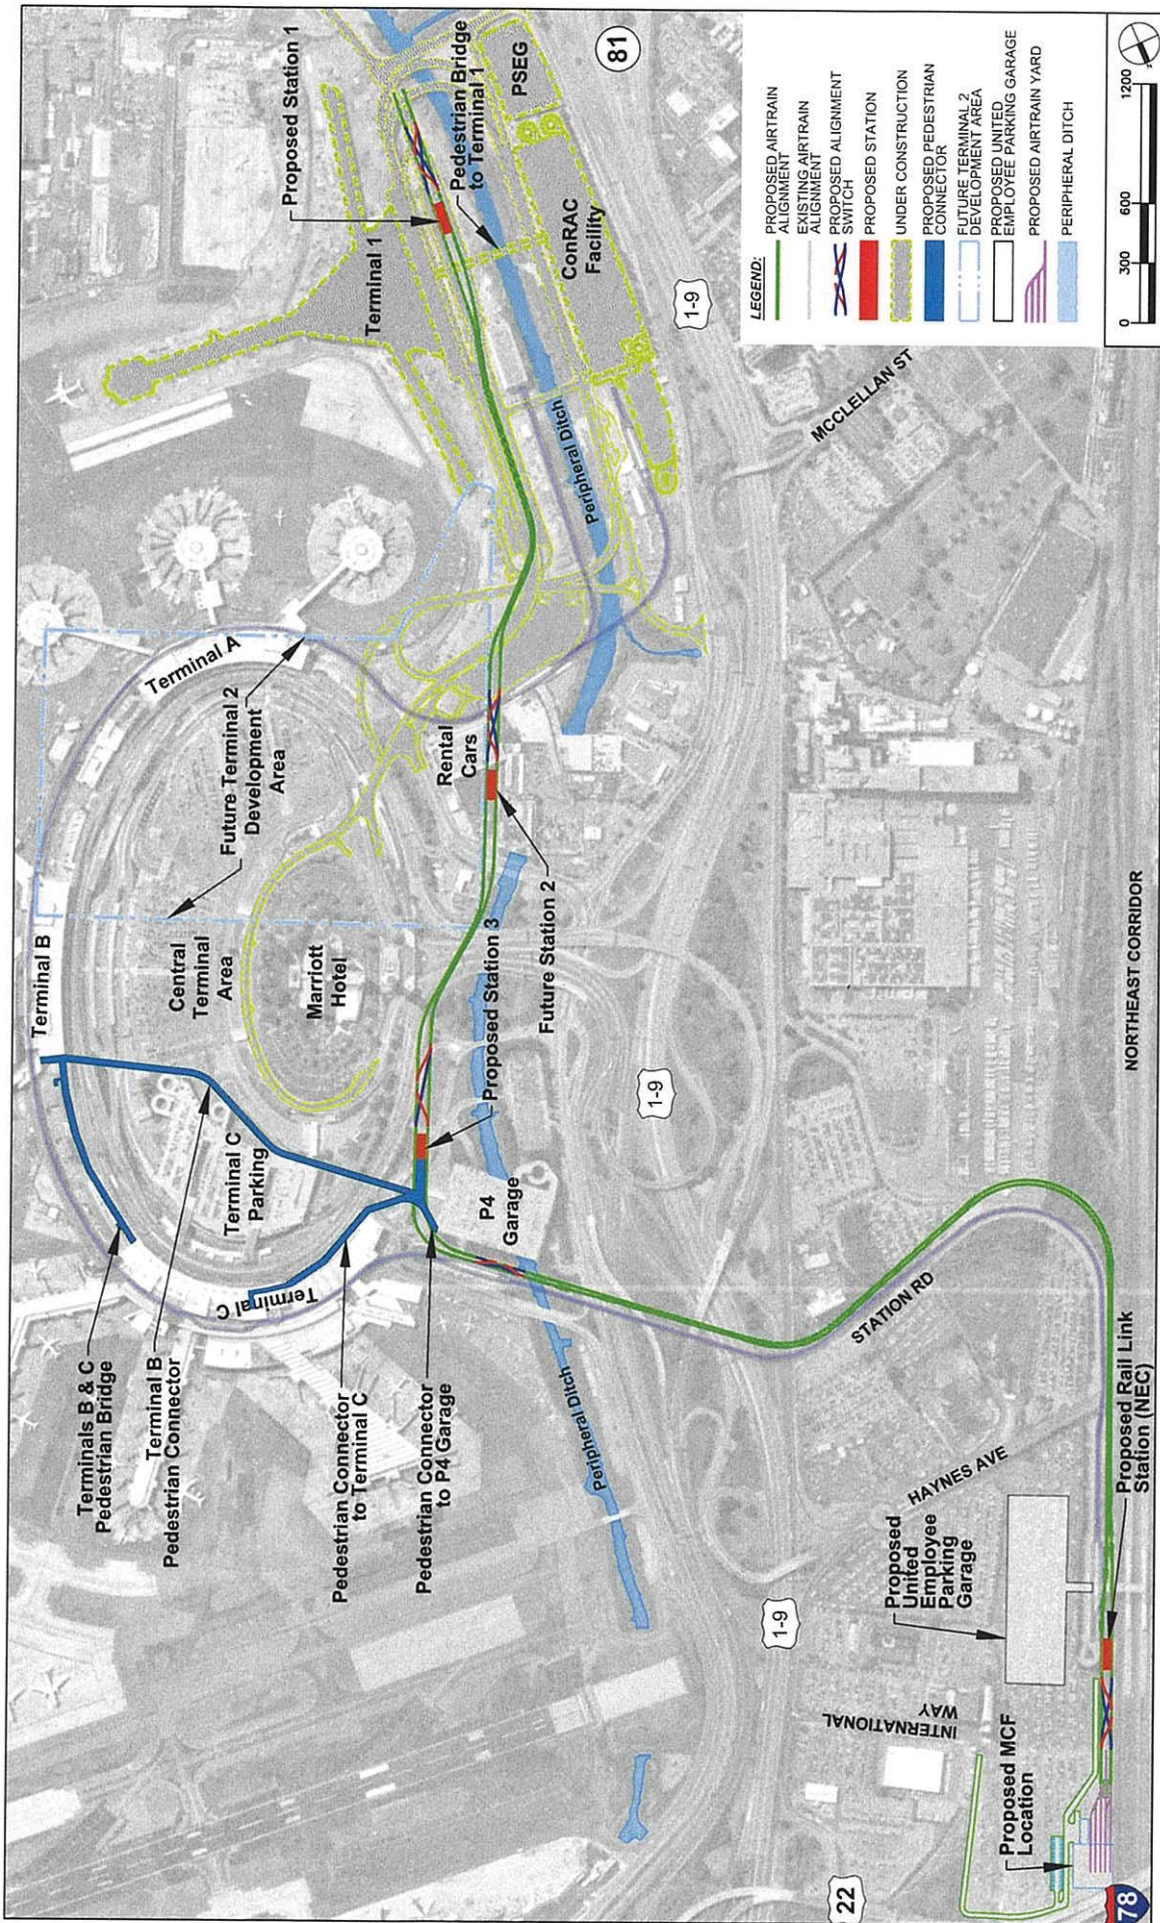 Terminals B & C
Pedestrian Bridge
Terminal B
Pedestrian Connector
Pedestrian Connector
to Terminal C
Pedestrian Connector
to P4 Garage
Terminal C
Terminal C
Parking
Terminal B
Central
Terminal
Area
Marriott
Hotel
Future Terminal 2
Development
Area
Terminal A
Rental
Cars
P4
Garage
Proposed Station 3
Future Station 2
Terminal 1
Proposed Station 1
Pedestrian Bridge
to Terminal 1
ConRAC
Facility
PSEG
81
Peripheral Ditch
Peripheral Ditch
1-9
1-9
1-9
MCCLELLAN ST
STATION RD
HAYNES AVE
INTERNATIONAL
WAY
Proposed
United
Employee
Parking
Garage
Proposed MCF
Location
Proposed Rail Link
Station (NEC)
NORTHEAST CORRIDOR
22
78
LEGEND:
PROPOSED AIRTRAIN
ALIGNMENT
EXISTING AIRTRAIN
ALIGNMENT
PROPOSED ALIGNMENT
SWITCH
PROPOSED STATION
UNDER CONSTRUCTION
PROPOSED PEDESTRIAN
CONNECTOR
FUTURE TERMINAL 2
DEVELOPMENT AREA
PROPOSED UNITED
EMPLOYEE PARKING GARAGE
PROPOSED AIRTRAIN YARD
PERIPHERAL DITCH
0 300 600 1200